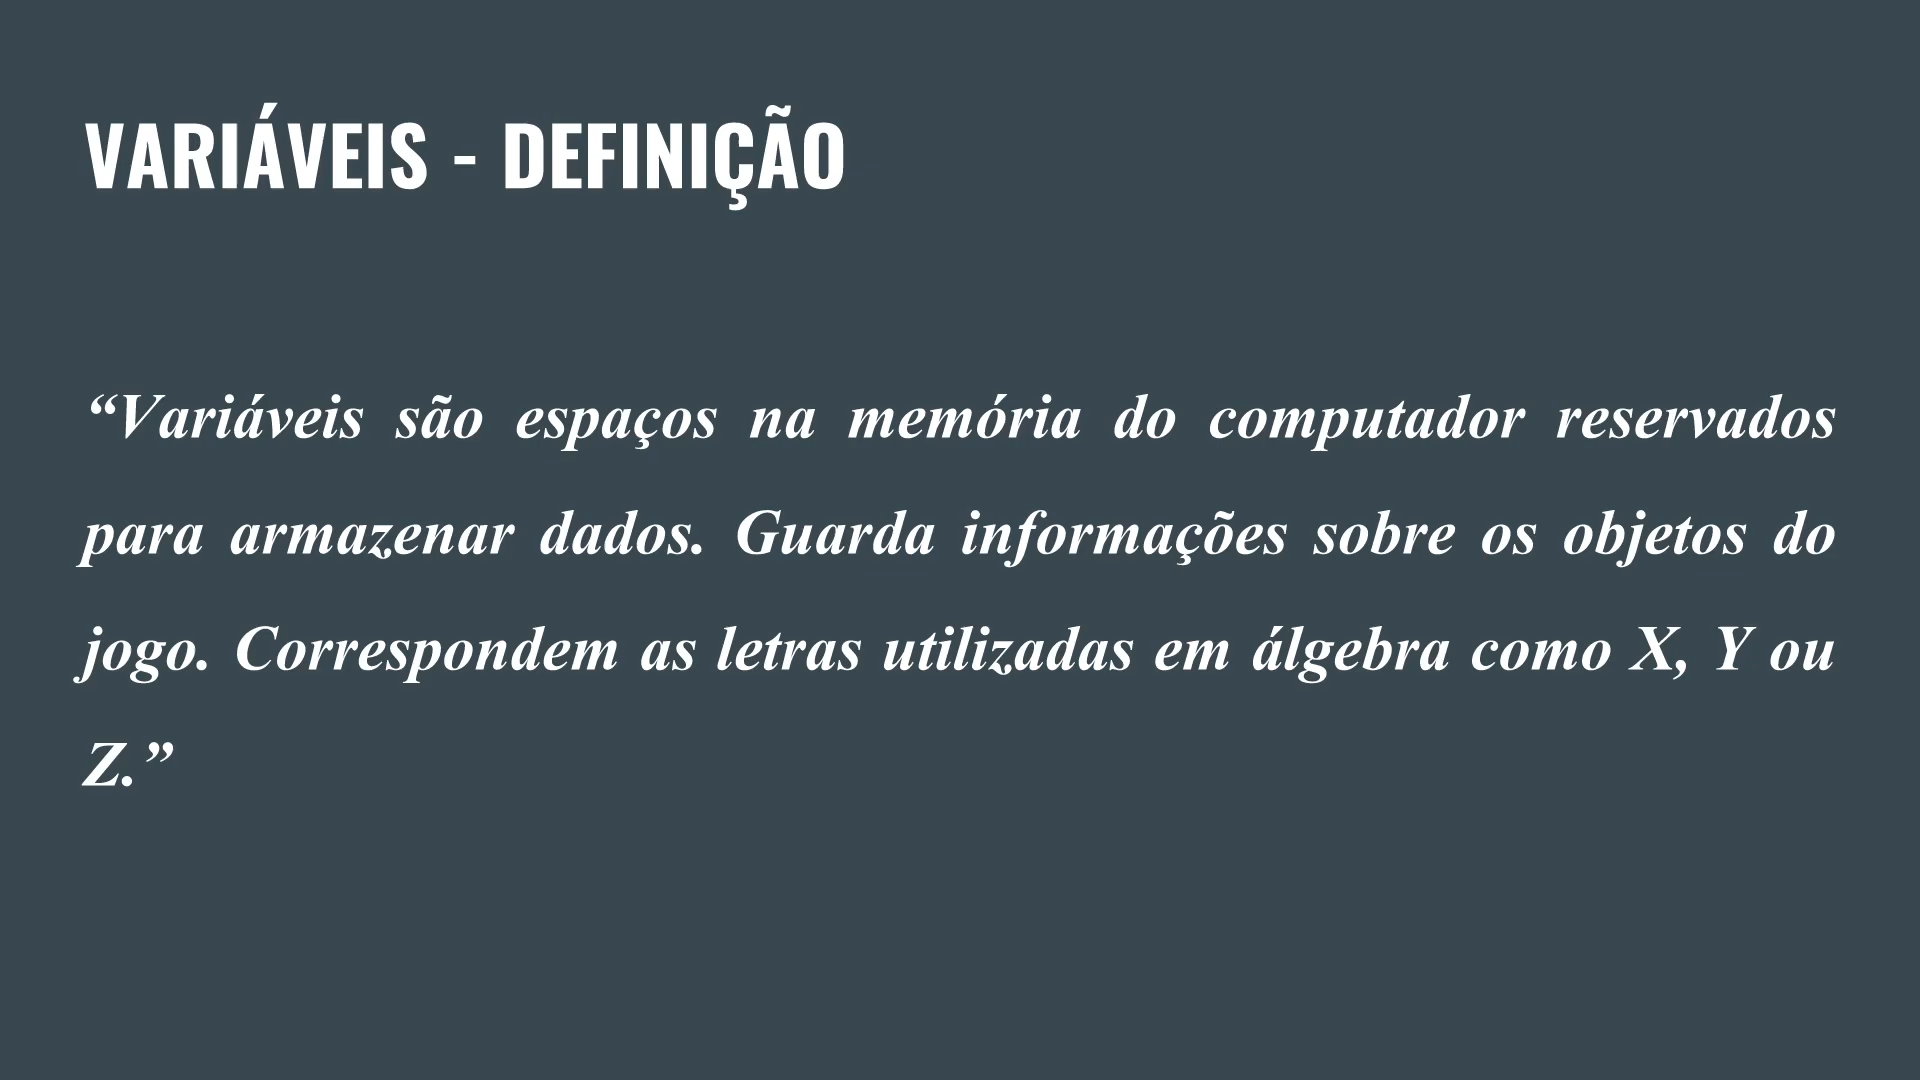 VARIÁVEIS - DEFINIÇÃO
“Variáveis são espaços na memória do computador reservados
para armazenar dados. Guarda informações sobre os objetos do
jogo. Correspondem as letras utilizadas em álgebra como X, Y ou
Z.”